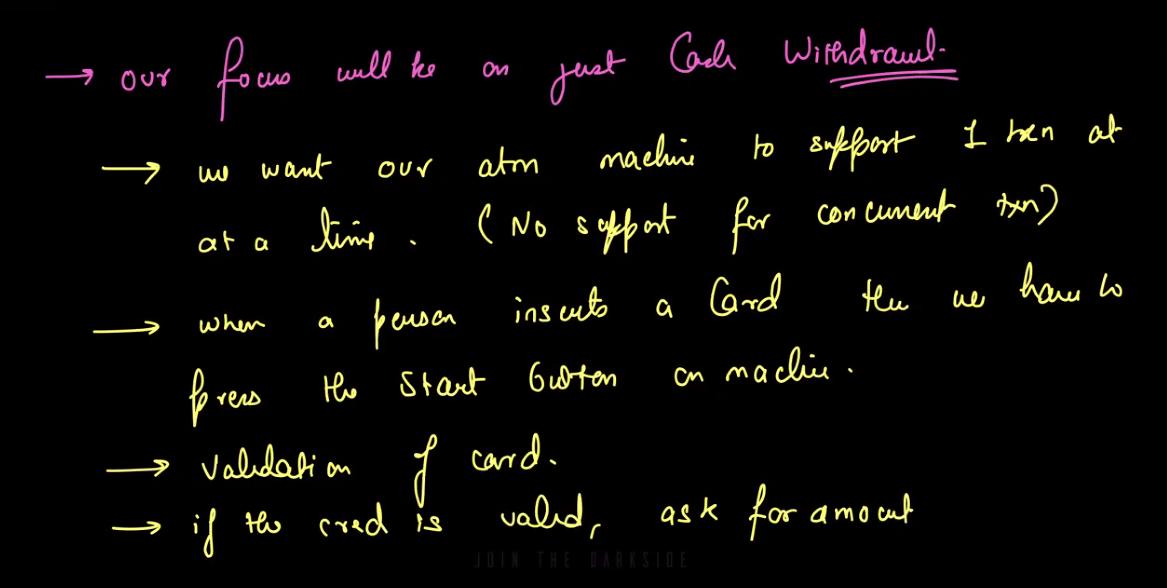 → our focus will be on just Cash Withdrawl.
→ we want our atm machine to support 1 txn at
at a time. (No support for concurrent txn)
→ when a person inserts a Card then we have to
press the Start button on machine.
→ Validation of card.
→ if the cred is valid, ask for amount
JOIN THE DARKSIDE